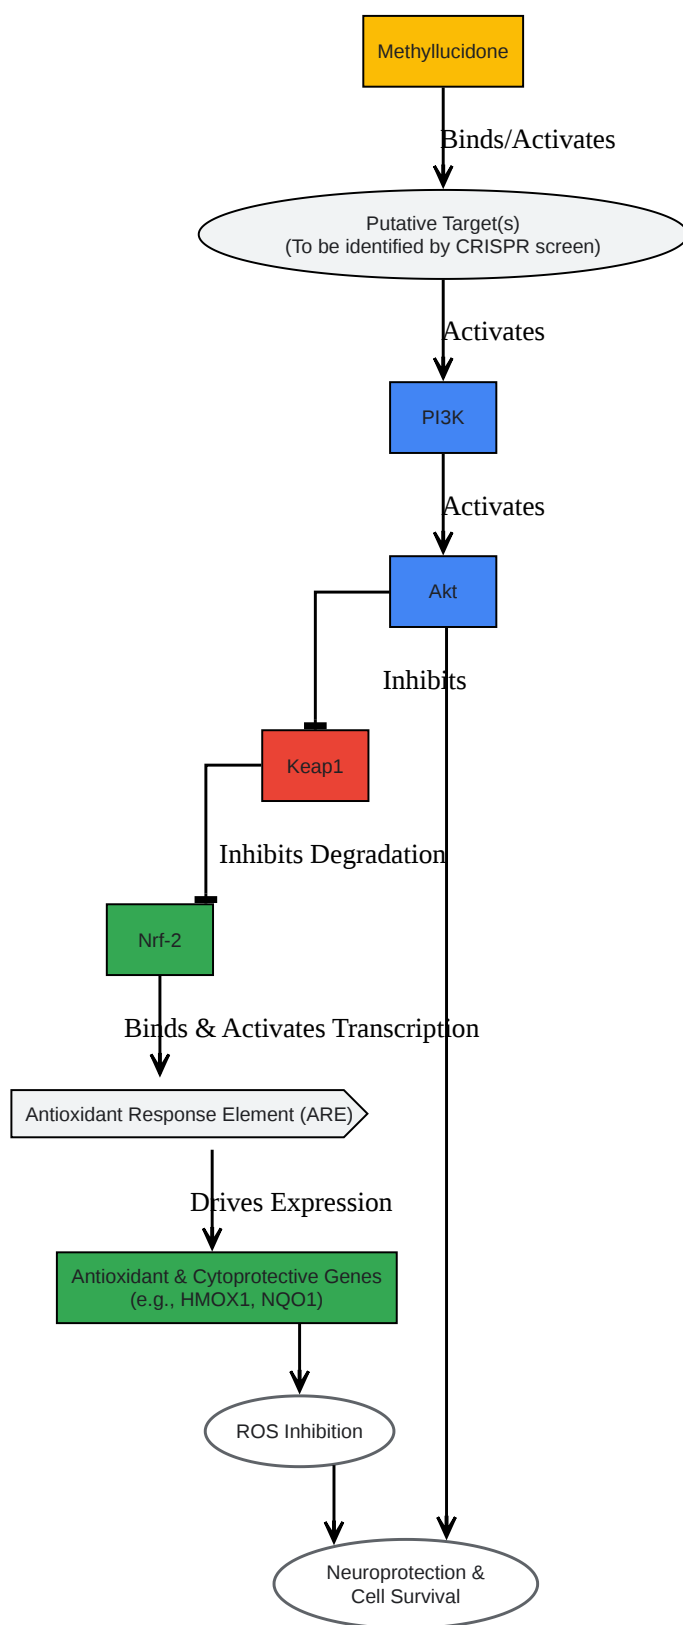 Methyllucidone
Binds/Activates
Putative Target(s)
(To be identified by CRISPR screen)
Activates
PI3K
Activates
Akt
Inhibits
Keap1
Inhibits Degradation
Nrf-2
Binds & Activates Transcription
Antioxidant Response Element (ARE)
Drives Expression
Antioxidant & Cytoprotective Genes
(e.g., HMOX1, NQO1)
ROS Inhibition
Neuroprotection &
Cell Survival